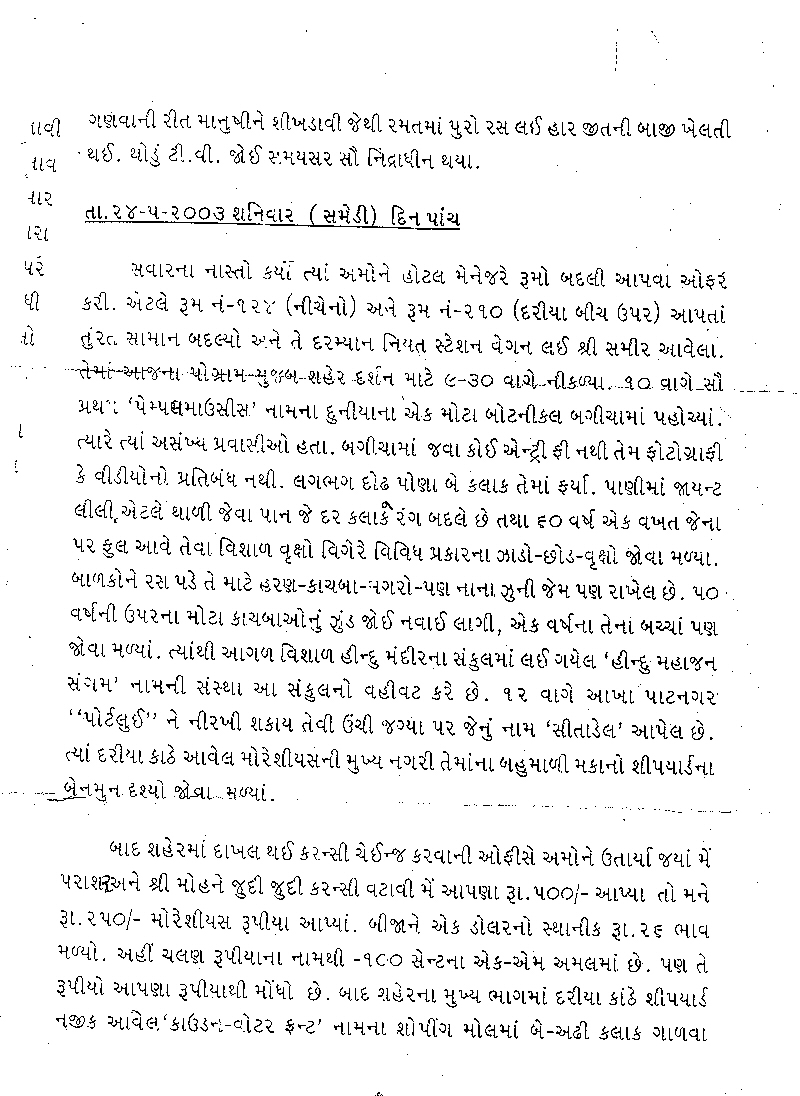 ગણવાની રીત માનુષીને શીખડાવી જેથી રમતમાં પુરો રસ લઈ હાર જીતની બાજી ખેલતી
થઈ. થોડું ટી.વી. જોઈ સમયસર સૌ નિદ્રાધીન થયા.
તા.૨૪-૫-૨૦૦૩ શનિવાર (સમેડી) દિન પાંચ
સવારના નાસ્તો કર્યો ત્યાં અમોને હોટલ મેનેજરે રૂમો બદલી આપવા ઓફર
કરી. એટલે રૂમ નં-૧૨૪ (નીચેનો) અને રૂમ નં-૨૧૦ (દરીયા બીચ ઉપર) આપતાં
તુંરત સામાન બદલ્યો અને તે દરમ્યાન નિયત સ્ટેશન વેગન લઈ શ્રી સમીર આવેલા.
તેમાં આજના પોગ્રામ મુજબ શહેર દર્શન માટે ૯-૩૦ વાગે નીકળ્યા. ૧૦ વાગે સૌ
પ્રથમ 'પેમ્પલમાઉસીસ' નામના દુનીયાના એક મોટા બોટનીકલ બગીચામાં પહોચ્યાં.
ત્યારે ત્યાં અસંખ્ય પ્રવાસીઓ હતા. બગીચામાં જવા કોઈ એન્ટ્રી ફી નથી તેમ ફોટોગ્રાફી
કે વીડીયોનો પ્રતિબંધ નથી. લગભગ દોઢ પોણા બે કલાક તેમાં ફર્યા. પાણીમાં જાયન્ટ
લીલી, એટલે થાળી જેવા પાન જે દર કલાકે રંગ બદલે છે તથા ૬૦ વર્ષ એક વખત જેના
પર ફુલ આવે તેવા વિશાળ વૃક્ષો વિગેરે વિવિધ પ્રકારના ઝાડો-છોડ-વૃક્ષો જોવા મળ્યા.
બાળકોને રસ પડે તે માટે હરણ-કાચબા-મગરો-પણ નાના ઝુની જેમ પણ રાખેલ છે. ૫૦
વર્ષની ઉપરના મોટા કાચબાઓનું ઝુંડ જોઈ નવાઈ લાગી, એક વર્ષના તેના બચ્ચાં પણ
જોવા મળ્યાં. ત્યાંથી આગળ વિશાળ હીન્દુ મંદીરના સંકુલમાં લઈ ગયેલ 'હીન્દુ મહાજન
સંગમ' નામની સંસ્થા આ સંકુલનો વહીવટ કરે છે. ૧૨ વાગે આખા પાટનગર
''પોર્ટલુઈ'' ને નીરખી શકાય તેવી ઉંચી જગ્યા પર જેનું નામ 'સીતાડેલ' આપેલ છે.
ત્યાં દરીયા કાઠે આવેલ મોરેશીયસની મુખ્ય નગરી તેમાંના બહુમાળી મકાનો શીપયાર્ડના
બેનમુન દશ્યો જોવા મળ્યાં.
બાદ શહેરમાં દાખલ થઈ કરન્સી ચેઈન્જ કરવાની ઓફીસે અમોને ઉતાર્યા જયાં મેં
પરાશર અને શ્રી મોહને જુદી જુદી કરન્સી વટાવી મેં આપણા રૂા.૫૦૦/- આપ્યા તો મને
રૂા.૨૫૦/- મોરેશીયસ રૂપીયા આપ્યાં. બીજાને એક ડોલરનો સ્થાનીક રૂા.૨૬ ભાવ
મળ્યો. અહીં ચલણ રૂપીયાના નામથી -૧૦૦ સેન્ટના એક-એમ અમલમાં છે. પણ તે
રૂપીયો આપણા રૂપીયાથી મોંઘો છે. બાદ શહેરના મુખ્ય ભાગમાં દરીયા કાંઠે શીપયાર્ડ
નજીક આવેલ 'કાઉડન-વોટર ફ્રન્ટ' નામના શોપીંગ મોલમાં બે-અઢી કલાક ગાળવા